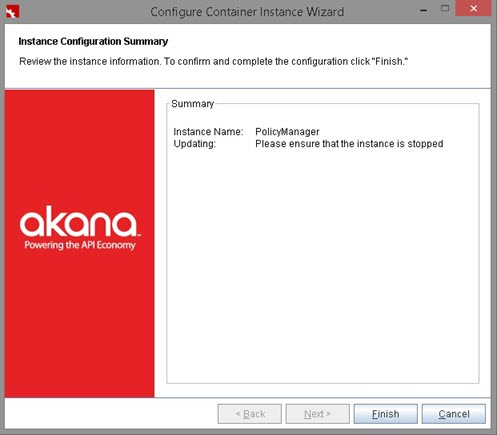 Configure Container Instance Wizard
Instance Configuration Summary
Review the instance information. To confirm and complete the configuration click "Finish."
Summary
Instance Name: PolicyManager
Updating: Please ensure that the instance is stopped
akana
Powering the API Economy
< Back Next > Finish Cancel